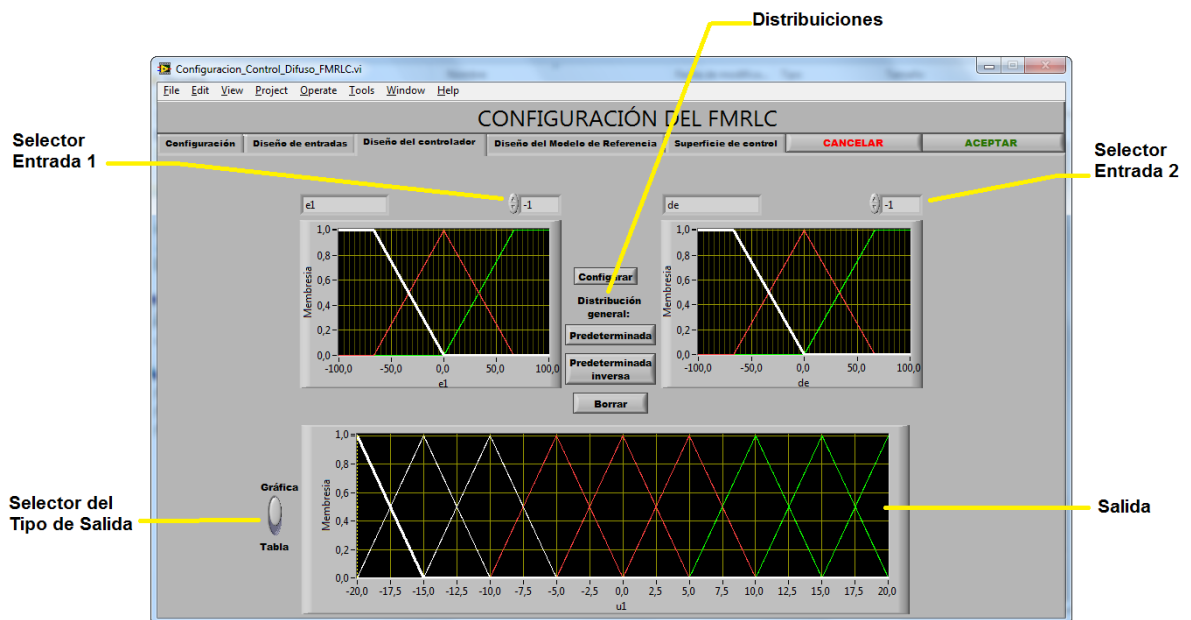 Distribuiciones
Configuracion_Control_Difuso_FMRLC.vi
File Edit View Project Operate Tools Window Help
CONFIGURACIÓN DEL FMRLC
Configuración Diseño de entradas Diseño del controlador Diseño del Modelo de Referencia Superficie de control CANCELAR ACEPTAR
Selector
Entrada 1
Selector
Entrada 2
e1 -1 de -1
Membresia
1,0
0,8
0,6
0,4
0,2
0,0
-100,0 -50,0 0,0 50,0 100,0
e1
Configurar
Distribución
general:
Predeterminada
Predeterminada
inversa
Borrar
Membresia
1,0
0,8
0,6
0,4
0,2
0,0
-100,0 -50,0 0,0 50,0 100,0
de
Selector del
Tipo de Salida
Gráfica
Tabla
Membresia
1,0
0,8
0,6
0,4
0,2
0,0
-20,0 -17,5 -15,0 -12,5 -10,0 -7,5 -5,0 -2,5 0,0 2,5 5,0 7,5 10,0 12,5 15,0 17,5 20,0
u1
Salida